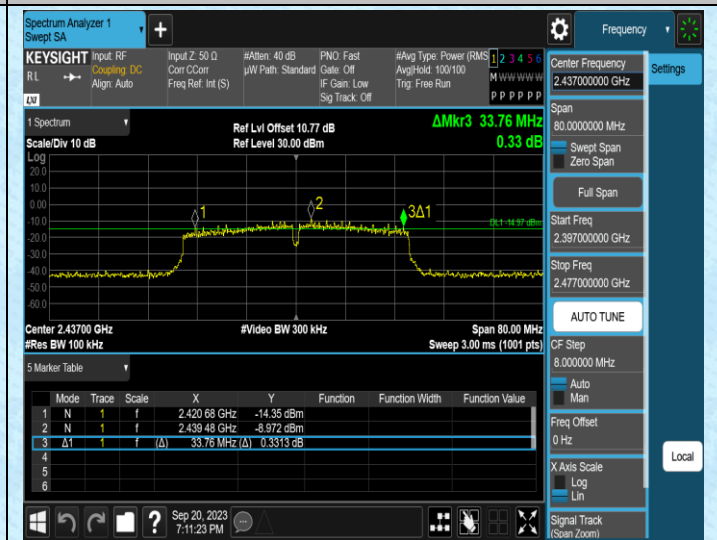 Spectrum Analyzer 1
Swept SA
+
Frequency
KEYSIGHT
RL
LXI
Input: RF
Coupling: DC
Align: Auto
Input Z: 50 Ω
Corr CCorr
Freq Ref: Int (S)
#Atten: 40 dB
µW Path: Standard
PNO: Fast
Gate: Off
IF Gain: Low
Sig Track: Off
#Avg Type: Power (RMS
Avg|Hold: 100/100
Trig: Free Run
1 2 3 4 5 6
M W W W W W
P P P P P P
1 Spectrum
Scale/Div 10 dB
Ref Lvl Offset 10.77 dB
Ref Level 30.00 dBm
ΔMkr3 33.76 MHz
0.33 dB
Log
20.0
10.0
0.00
-10.0
-20.0
-30.0
-40.0
-50.0
-60.0
1
2
3Δ1
DL1 -14.97 dBm
Center 2.43700 GHz
#Video BW 300 kHz
Span 80.00 MHz
#Res BW 100 kHz
Sweep 3.00 ms (1001 pts)
5 Marker Table
Mode Trace Scale X Y Function Function Width Function Value
1 N 1 f 2.420 68 GHz -14.35 dBm
2 N 1 f 2.439 48 GHz -8.972 dBm
3 Δ1 1 f (Δ) 33.76 MHz (Δ) 0.3313 dB
4
5
6
?
Sep 20, 2023
7:11:23 PM
Center Frequency
2.437000000 GHz
Span
80.0000000 MHz
Swept Span
Zero Span
Full Span
Start Freq
2.397000000 GHz
Stop Freq
2.477000000 GHz
AUTO TUNE
CF Step
8.000000 MHz
Auto
Man
Freq Offset
0 Hz
X Axis Scale
Log
Lin
Signal Track
(Span Zoom)
Settings
Local